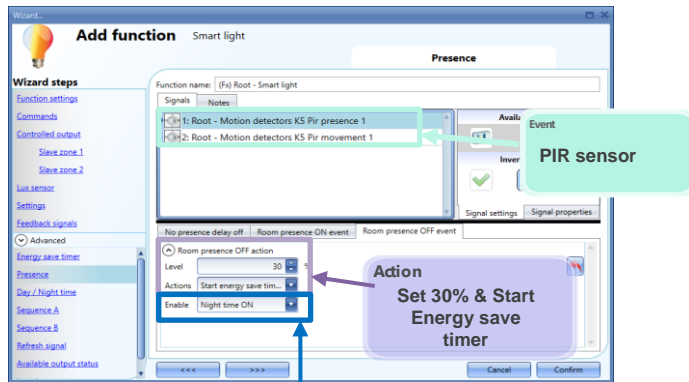 Wizard...
Add function Smart light
Presence
Wizard steps
Function settings
Commands
Controlled output
Slave zone 1
Slave zone 2
Lux sensor
Settings
Feedback signals
Advanced
Energy save timer
Presence
Day / Night time
Sequence A
Sequence B
Refresh signal
Available output status
Function name: (Fx) Root - Smart light
Signals Notes
1: Root - Motion detectors K5 Pir presence 1
2: Root - Motion detectors K5 Pir movement 1
Signal settings Signal properties
Event
PIR sensor
No presence delay off Room presence ON event Room presence OFF event
Room presence OFF action
Level 30
Actions Start energy save tim...
Enable Night time ON
Action
Set 30% & Start
Energy save
timer
<<< >>> Cancel Confirm